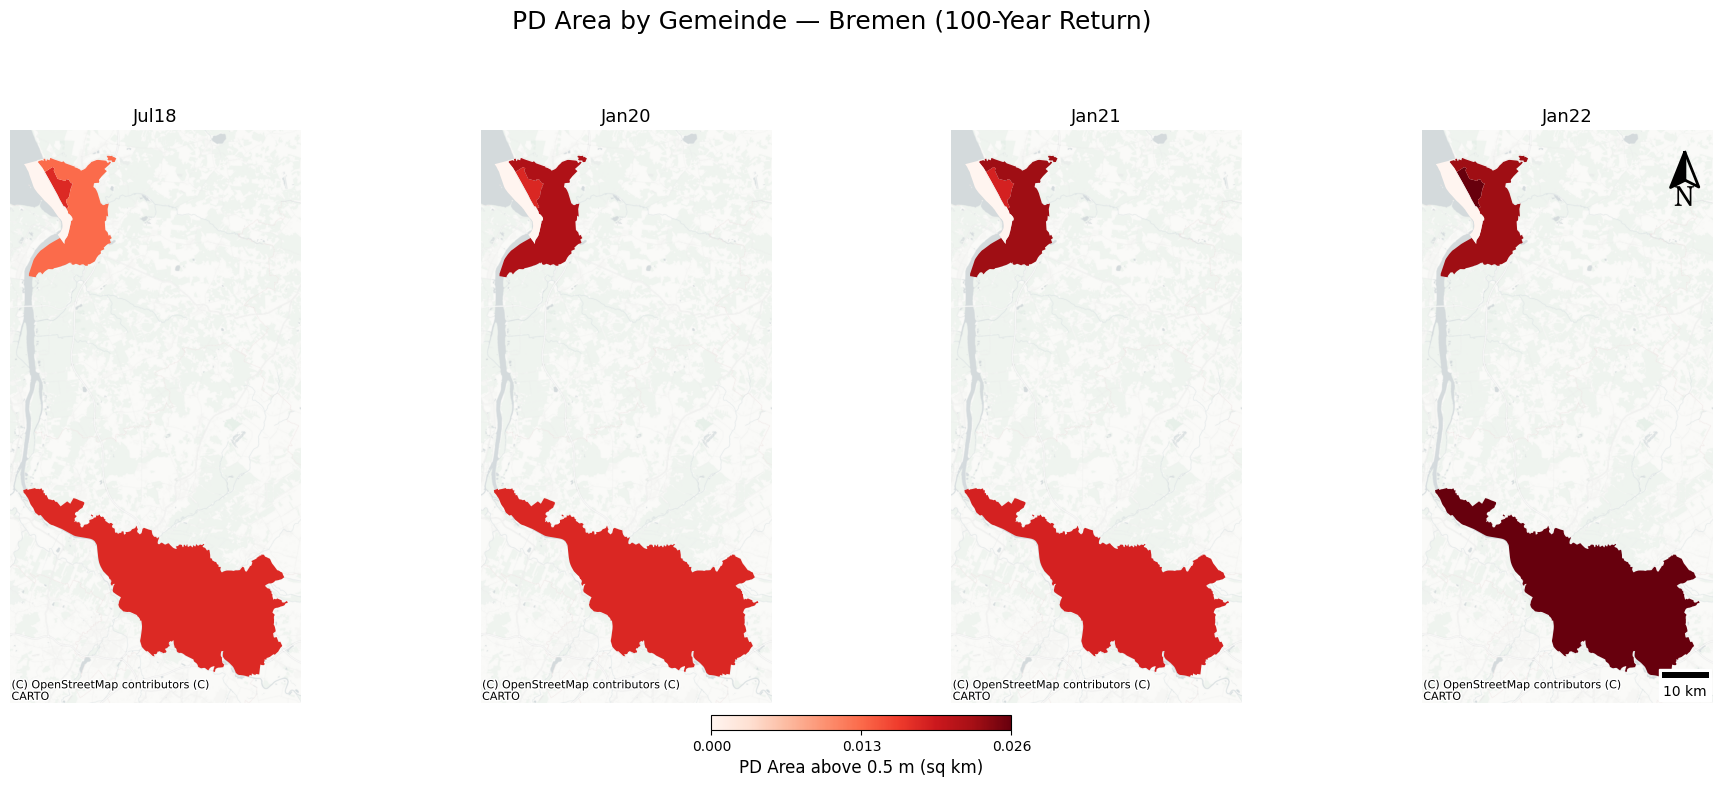 PD Area by Gemeinde — Bremen (100-Year Return)
Jul18
Jan20
Jan21
Jan22
N
(C) OpenStreetMap contributors (C)
CARTO
(C) OpenStreetMap contributors (C)
CARTO
(C) OpenStreetMap contributors (C)
CARTO
(C) OpenStreetMap contributors (C)
CARTO
10 km
0.000
0.013
0.026
PD Area above 0.5 m (sq km)